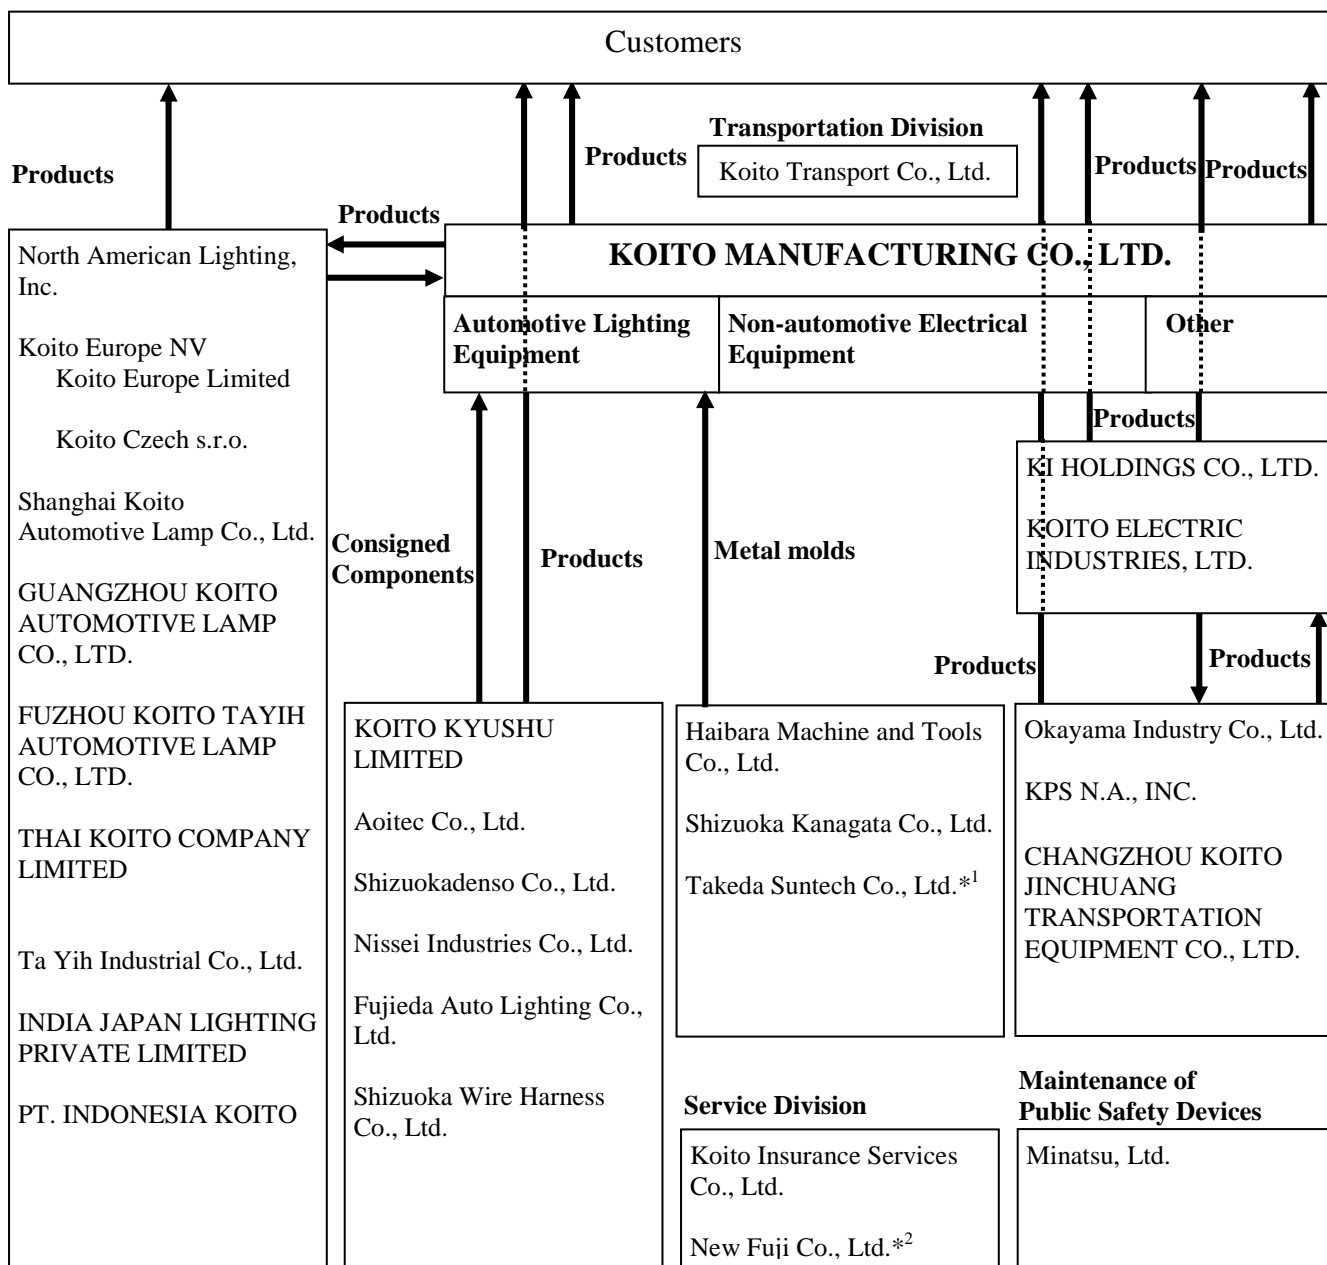 Customers
Transportation Division
Koito Transport Co., Ltd.
Products
Products
Products
Products
Products
KOITO MANUFACTURING CO., LTD.
Automotive Lighting
Equipment
Non-automotive Electrical
Equipment
Other
North American Lighting,
Inc.
Koito Europe NV
Koito Europe Limited
Koito Czech s.r.o.
Shanghai Koito
Automotive Lamp Co., Ltd.
GUANGZHOU KOITO
AUTOMOTIVE LAMP
CO., LTD.
FUZHOU KOITO TAYIH
AUTOMOTIVE LAMP
CO., LTD.
THAI KOITO COMPANY
LIMITED
Ta Yih Industrial Co., Ltd.
INDIA JAPAN LIGHTING
PRIVATE LIMITED
PT. INDONESIA KOITO
Consigned
Components
Products
Metal molds
Products
KI HOLDINGS CO., LTD.
KOITO ELECTRIC
INDUSTRIES, LTD.
Products
Products
KOITO KYUSHU
LIMITED
Aoitec Co., Ltd.
Shizuokadenso Co., Ltd.
Nissei Industries Co., Ltd.
Fujieda Auto Lighting Co.,
Ltd.
Shizuoka Wire Harness
Co., Ltd.
Haibara Machine and Tools
Co., Ltd.
Shizuoka Kanagata Co., Ltd.
Takeda Suntech Co., Ltd.*1
Okayama Industry Co., Ltd.
KPS N.A., INC.
CHANGZHOU KOITO
JINCHUANG
TRANSPORTATION
EQUIPMENT CO., LTD.
Service Division
Koito Insurance Services
Co., Ltd.
New Fuji Co., Ltd.*2
Maintenance of
Public Safety Devices
Minatsu, Ltd.